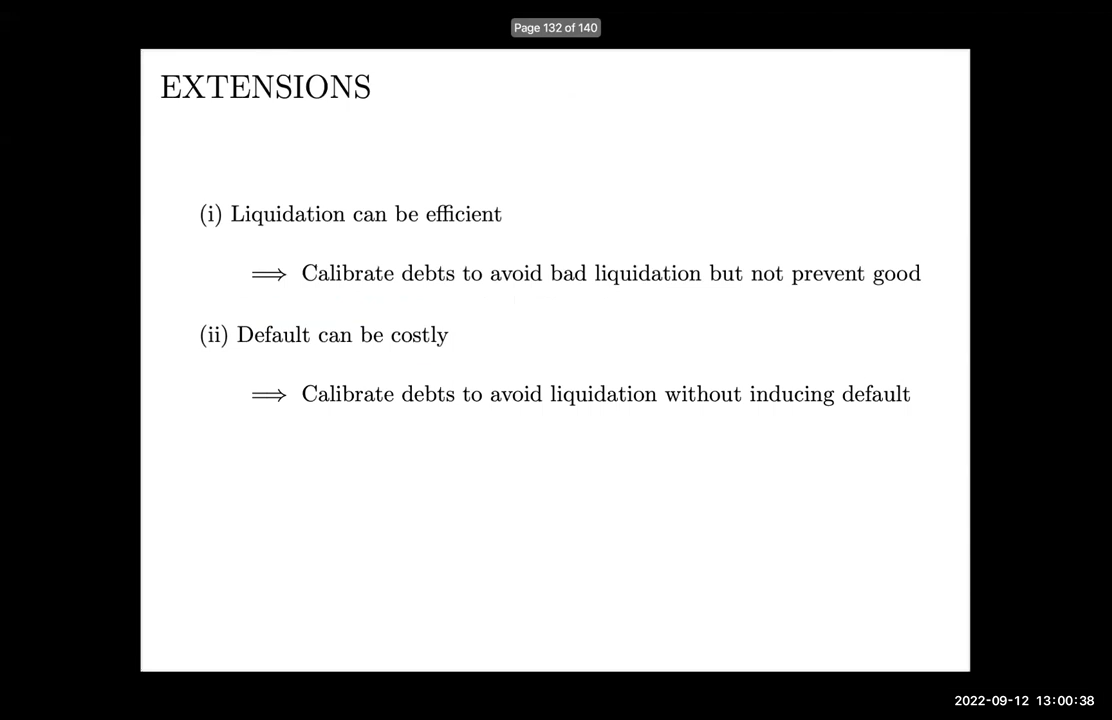 Page 132 of 140
EXTENSIONS
(i) Liquidation can be efficient
⟹ Calibrate debts to avoid bad liquidation but not prevent good
(ii) Default can be costly
⟹ Calibrate debts to avoid liquidation without inducing default
2022-09-12 13:00:38